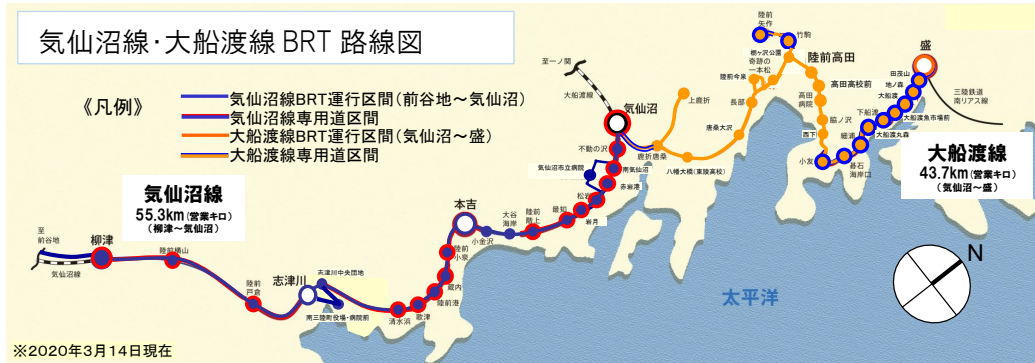 気仙沼線･大船渡線 BRT 路線図
《凡例》
気仙沼線BRT運行区間(前谷地～気仙沼)
気仙沼線専用道区間
大船渡線BRT運行区間(気仙沼～盛)
大船渡線専用道区間
気仙沼線
55.3km(営業キロ)
(柳津～気仙沼)
至
前谷地
柳津
気仙沼線
陸前横山
陸前
戸倉
志津川
志津川中央団地
南三陸町役場・病院前
清水浜
歌津
陸前港
蔵内
陸前
小泉
本吉
小金沢
大谷
海岸
陸前
階上
最知
岩月
松岩
赤岩港
気仙沼市立病院
南気仙沼
不動の沢
気仙沼
至一ノ関
大船渡線
鹿折唐桑
上鹿折
八幡大橋(東陵高校)
唐桑大沢
長部
陸前今泉
奇跡の
一本松
栃ヶ沢公園
陸前
矢作
竹駒
陸前高田
高田高校前
高田
病院
脇ノ沢
西下
小友
碁石
海岸口
細浦
下船渡
大船渡丸森
大船渡魚市場前
大船渡
地ノ森
田茂山
盛
三陸鉄道
南リアス線
大船渡線
43.7km(営業キロ)
(気仙沼～盛)
太平洋
N
※2020年3月14日現在